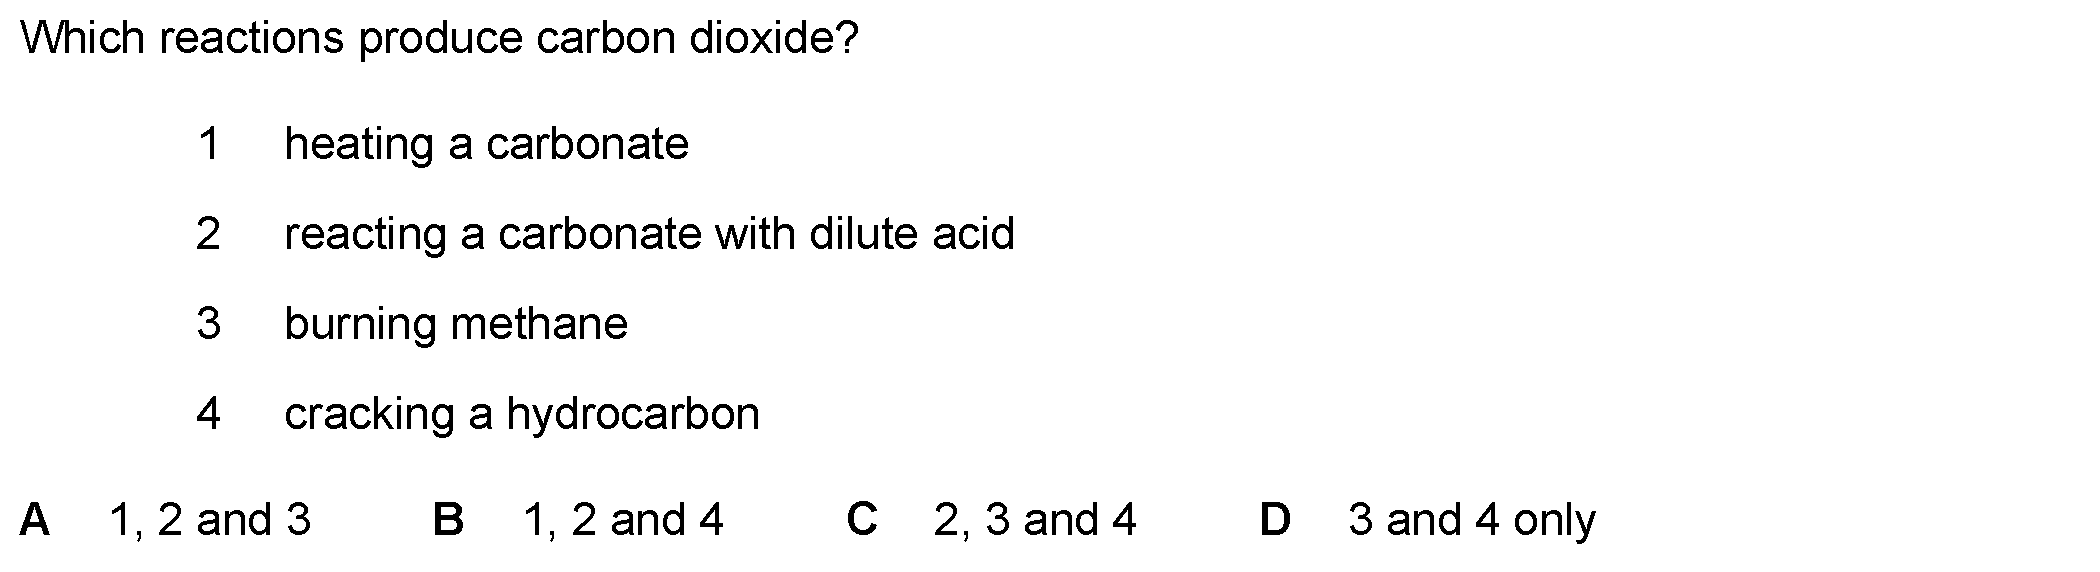 Which reactions produce carbon dioxide?
1 heating a carbonate
2 reacting a carbonate with dilute acid
3 burning methane
4 cracking a hydrocarbon
A 1, 2 and 3 B 1, 2 and 4 C 2, 3 and 4 D 3 and 4 only